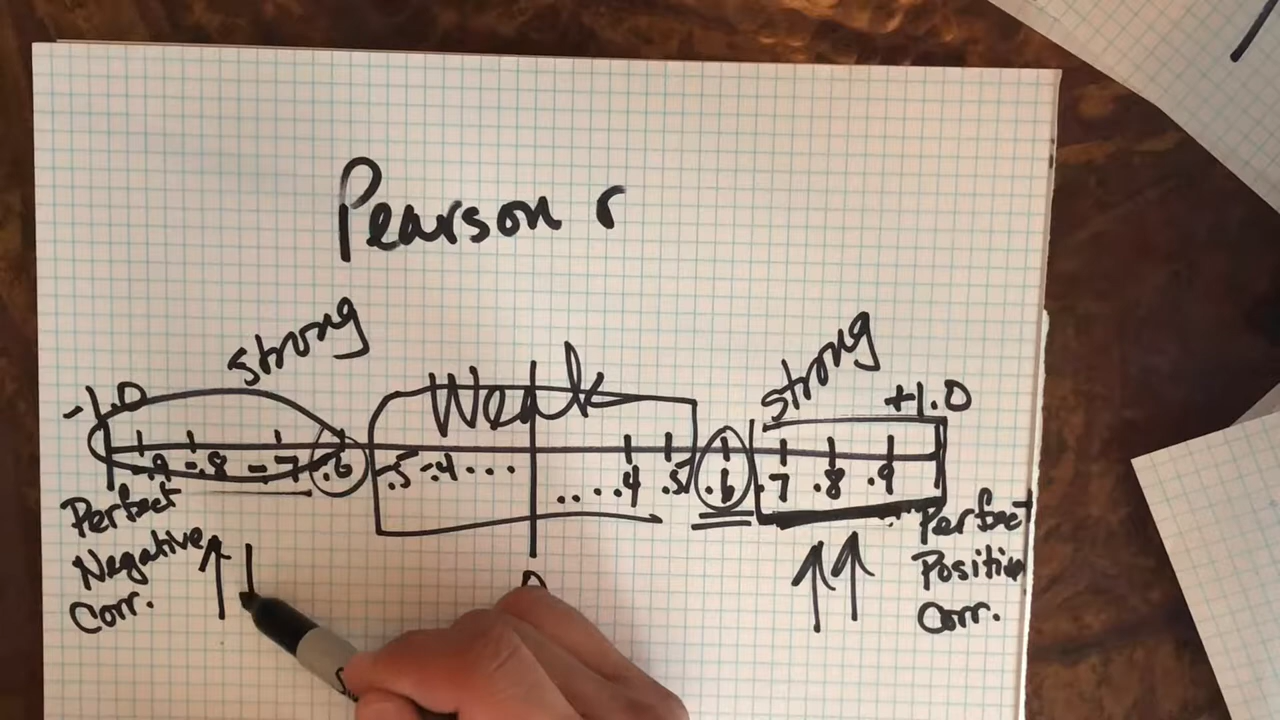 Pearson r
strong
Weak
strong
-1.0
+1.0
-.9 -.8 -.7 .6 -.5 -.4 ... .... .4 .5 .6 .7 .8 .9
Perfect
Negative
Corr.
Perfect
Positive
Corr.